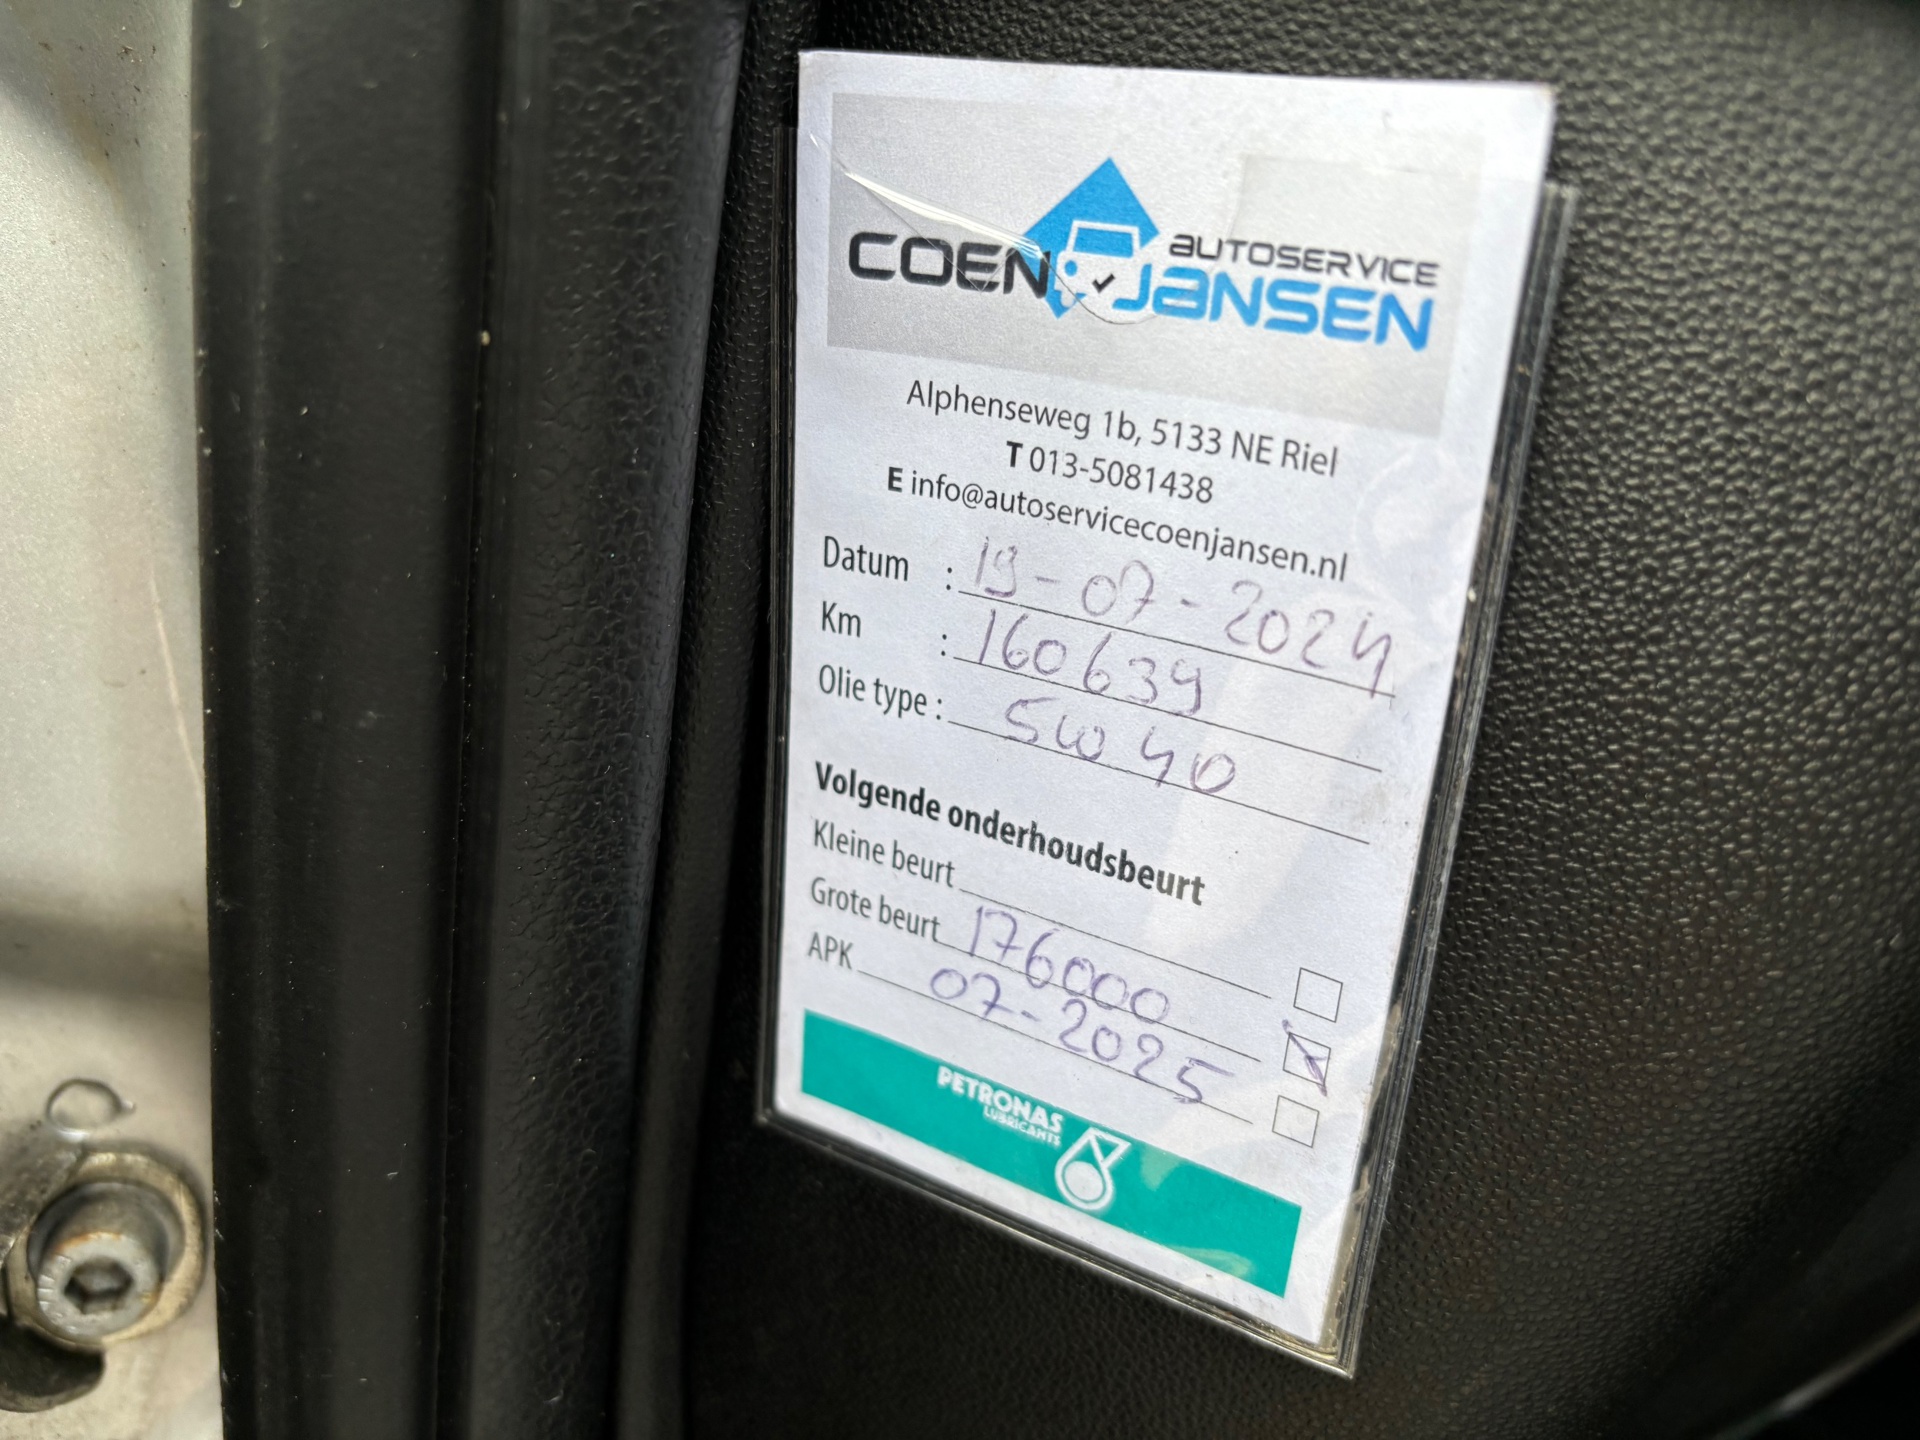 COEN AUTOSERVICE JANSEN
Alphenseweg 1b, 5133 NE Riel
T 013-5081438
E info@autoservicecoenjansen.nl
Datum : 19-07-2024
Km : 160639
Olie type : 5w40
Volgende onderhoudsbeurt
Kleine beurt
Grote beurt 176000
APK 07-2025
PETRONAS
LUBRICANTS